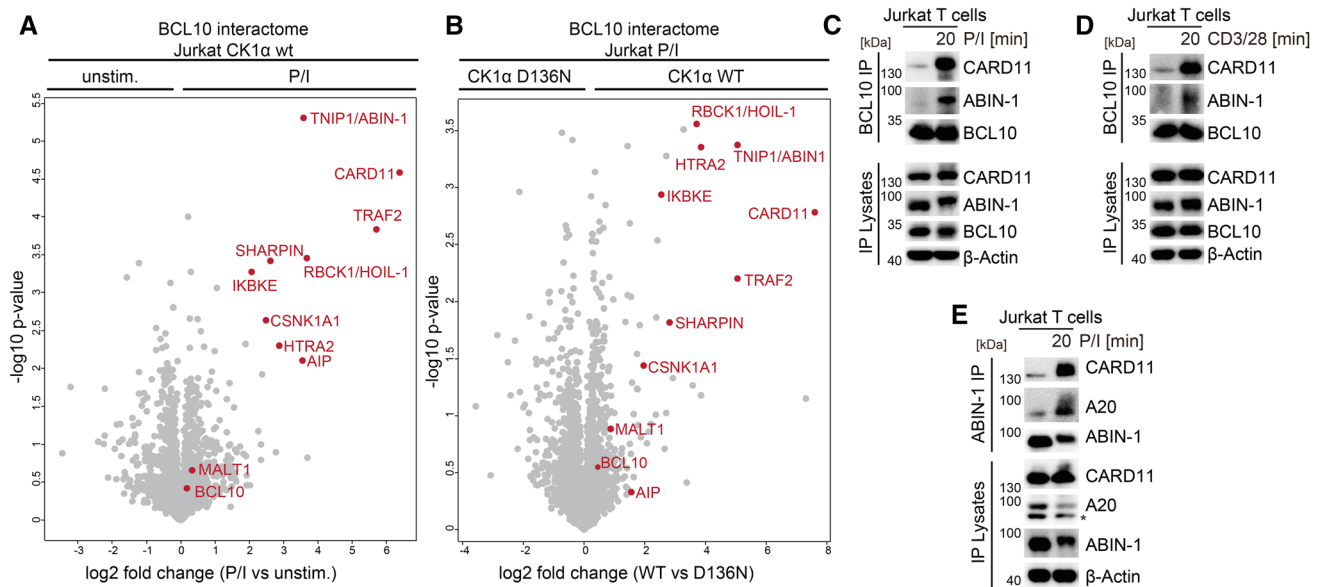 A
BCL10 interactome
Jurkat CK1α wt
unstim.
P/I
5.5
5
4.5
4
3.5
3
2.5
2
1.5
1
0.5
0
-log10 p-value
TNIP1/ABIN-1
CARD11
TRAF2
SHARPIN
RBCK1/HOIL-1
IKBKE
CSNK1A1
HTRA2
AIP
MALT1
BCL10
-3
-2
-1
0
1
2
3
4
5
6
log2 fold change (P/I vs unstim.)
B
BCL10 interactome
Jurkat P/I
CK1α D136N
CK1α WT
3.5
3
2.5
2
1.5
1
0.5
0
-log10 p-value
RBCK1/HOIL-1
HTRA2
TNIP1/ABIN1
IKBKE
CARD11
TRAF2
SHARPIN
CSNK1A1
MALT1
BCL10
AIP
-4
-2
0
2
4
6
8
log2 fold change (WT vs D136N)
C
Jurkat T cells
[kDa]
20 P/I [min]
BCL10 IP
130
CARD11
100
ABIN-1
35
BCL10
IP Lysates
130
CARD11
100
ABIN-1
35
BCL10
40
β-Actin
D
Jurkat T cells
[kDa]
20 CD3/28 [min]
BCL10 IP
130
CARD11
100
ABIN-1
35
BCL10
IP Lysates
130
CARD11
100
ABIN-1
35
BCL10
40
β-Actin
E
Jurkat T cells
[kDa]
20 P/I [min]
ABIN-1 IP
130
CARD11
100
A20
100
ABIN-1
IP Lysates
130
CARD11
100
A20
*
100
ABIN-1
40
β-Actin